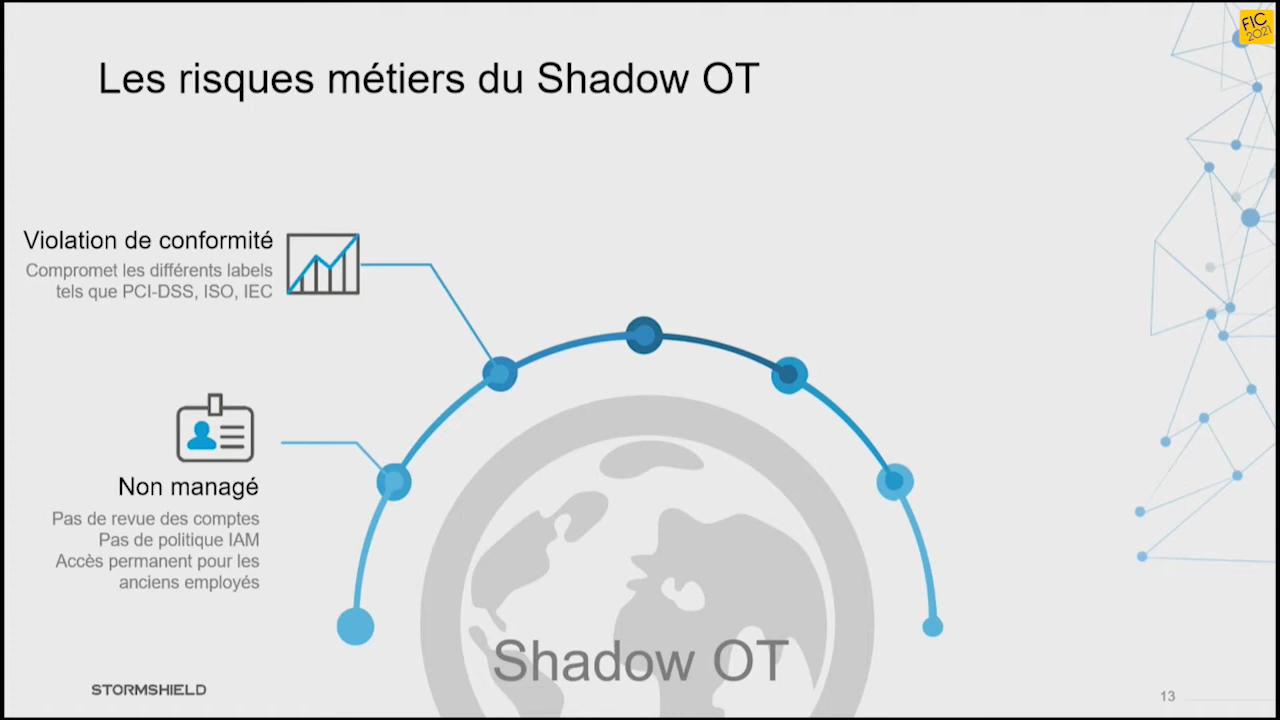 FIC
2021
Les risques métiers du Shadow OT
Violation de conformité
Compromet les différents labels
tels que PCI-DSS, ISO, IEC
Non managé
Pas de revue des comptes
Pas de politique IAM
Accès permanent pour les
anciens employés
Shadow OT
STORMSHIELD
13